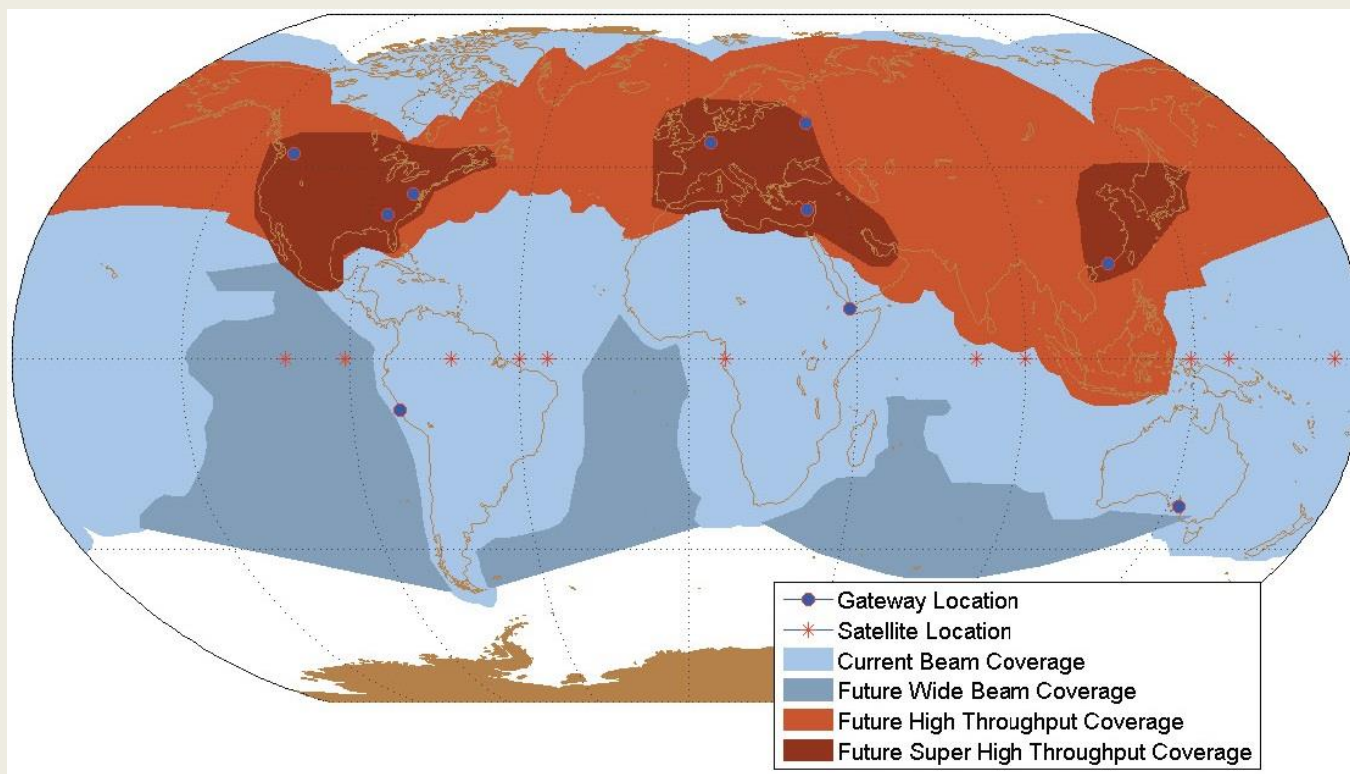 Gateway Location
Satellite Location
Current Beam Coverage
Future Wide Beam Coverage
Future High Throughput Coverage
Future Super High Throughput Coverage